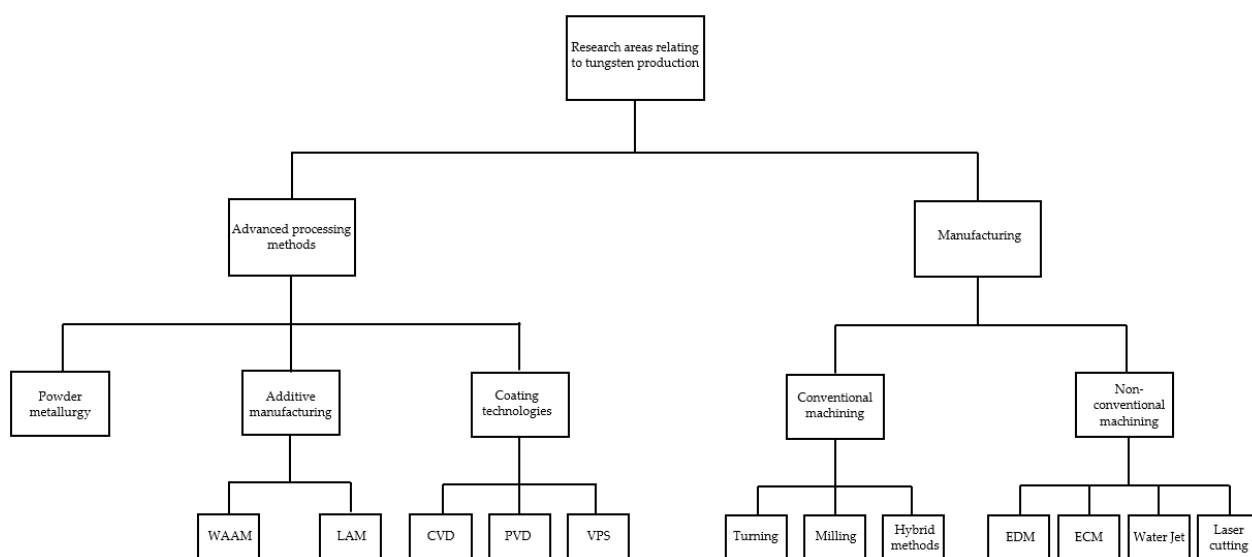 Research areas relating
to tungsten production
Advanced processing
methods
Manufacturing
Powder
metallurgy
Additive
manufacturing
Coating
technologies
Conventional
machining
Non-
conventional
machining
WAAM
LAM
CVD
PVD
VPS
Turning
Milling
Hybrid
methods
EDM
ECM
Water Jet
Laser
cutting